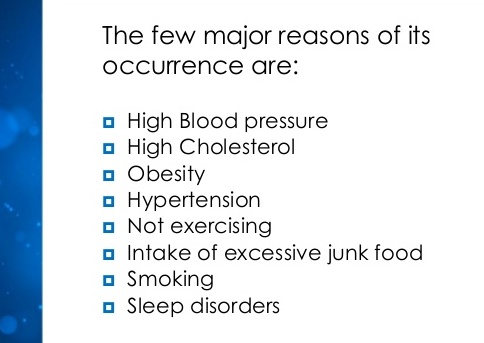 The few major reasons of its
occurrence are:
High Blood pressure
High Cholesterol
Obesity
Hypertension
Not exercising
Intake of excessive junk food
Smoking
Sleep disorders